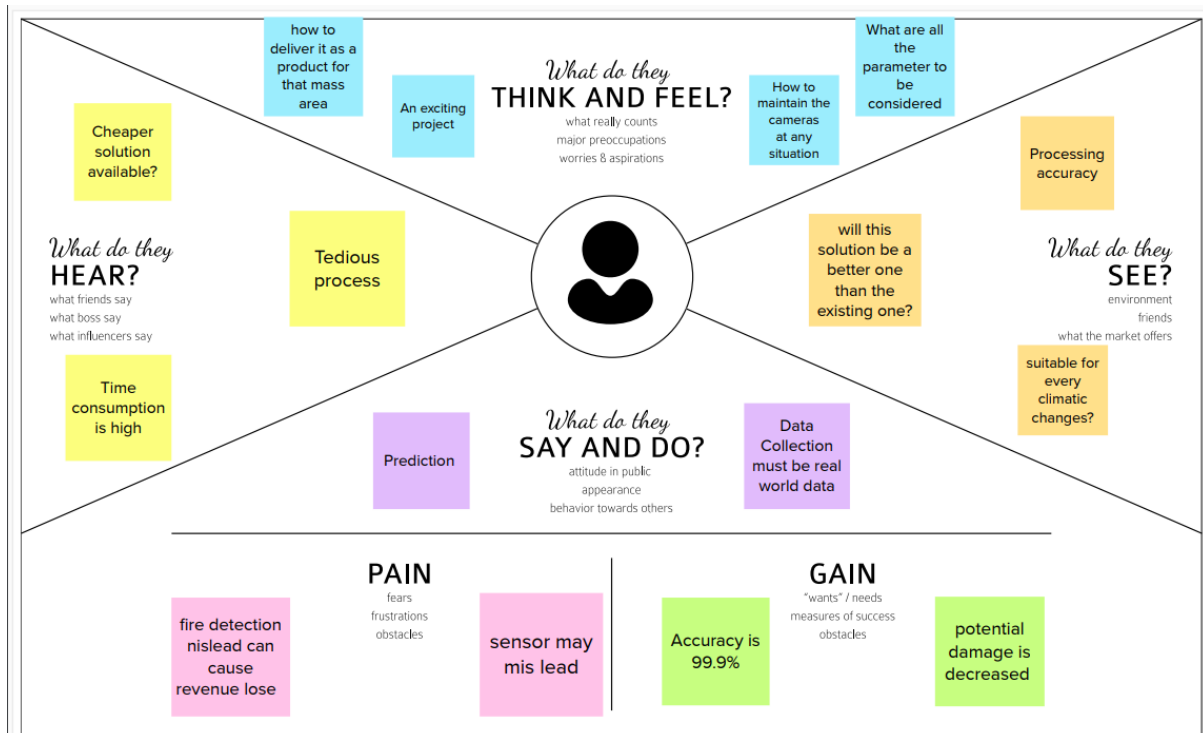 how to
deliver it as a
product for
that mass
area
An exciting
project
What do they
THINK AND FEEL?
what really counts
major preoccupations
worries & aspirations
How to
maintain the
cameras
at any
situation
What are all
the
parameter to
be
considered
Cheaper
solution
available?
What do they
HEAR?
what friends say
what boss say
what influencers say
Tedious
process
Time
consumption
is high
will this
solution be a
better one
than the
existing one?
Processing
accuracy
What do they
SEE?
environment
friends
what the market offers
suitable for
every
climatic
changes?
Prediction
What do they
SAY AND DO?
attitude in public
appearance
behavior towards others
Data
Collection
must be real
world data
PAIN
fears
frustrations
obstacles
fire detection
nislead can
cause
revenue lose
sensor may
mis lead
GAIN
"wants" / needs
measures of success
obstacles
Accuracy is
99.9%
potential
damage is
decreased